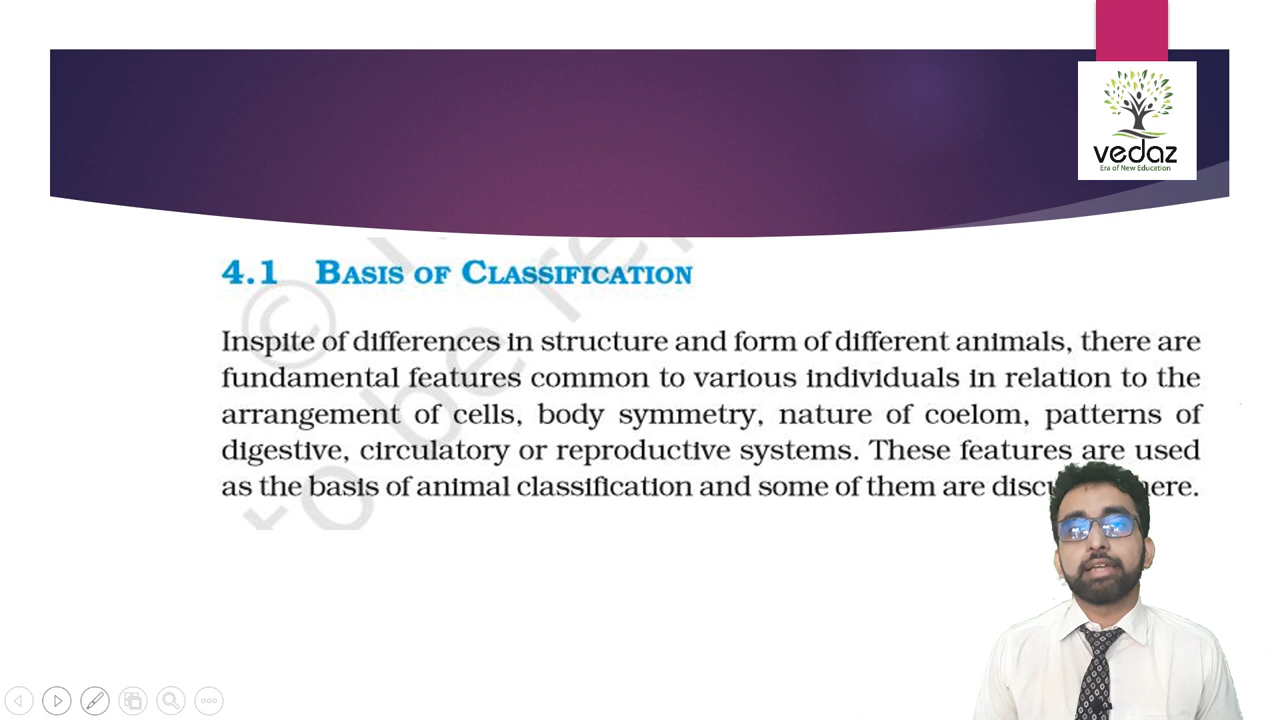 vedaz
Era of New Education
4.1 BASIS OF CLASSIFICATION
Inspite of differences in structure and form of different animals, there are
fundamental features common to various individuals in relation to the
arrangement of cells, body symmetry, nature of coelom, patterns of
digestive, circulatory or reproductive systems. These features are used
as the basis of animal classification and some of them are
© 
to be